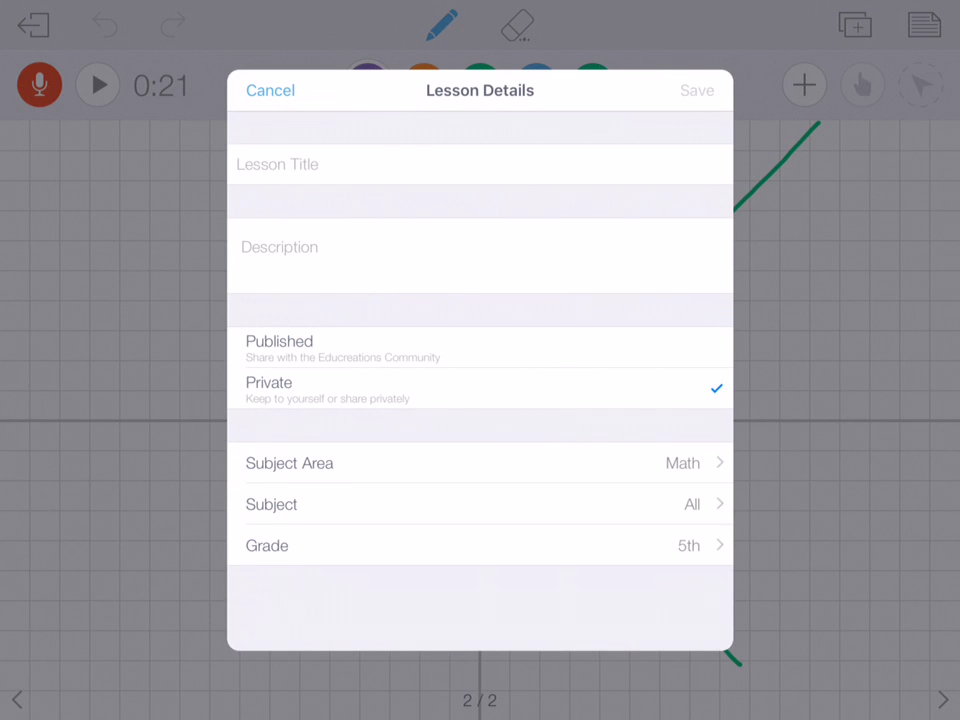 0:21
Cancel Lesson Details Save
Lesson Title
Description
Published
Share with the Educreations Community
Private
Keep to yourself or share privately
Subject Area Math
Subject All
Grade 5th
2 / 2